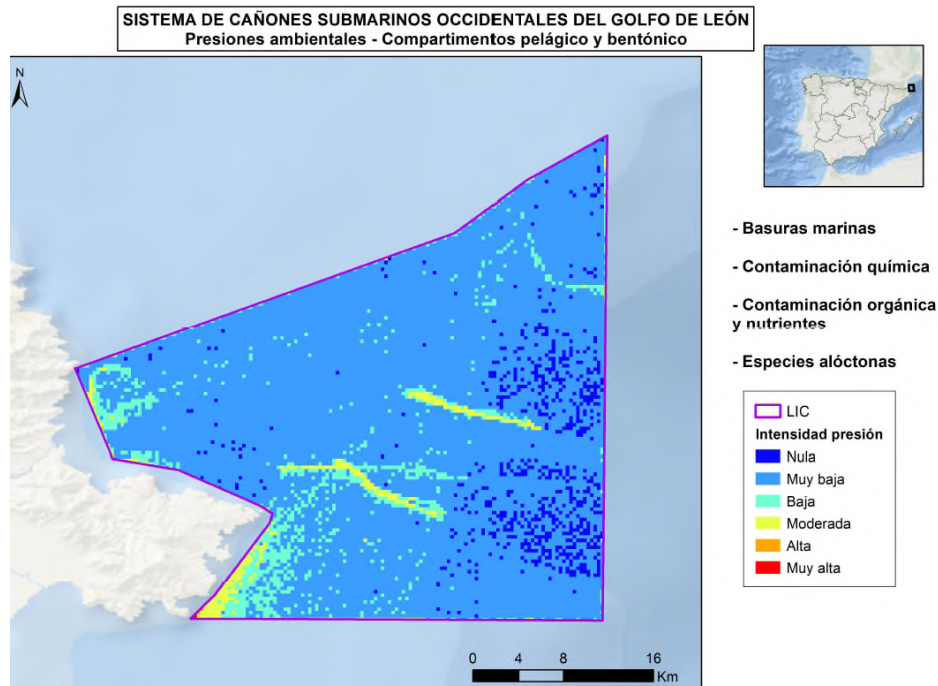 SISTEMA DE CAÑONES SUBMARINOS OCCIDENTALES DEL GOLFO DE LEÓN
Presiones ambientales - Compartimentos pelágico y bentónico
N
- Basuras marinas
- Contaminación química
- Contaminación orgánica
y nutrientes
- Especies alóctonas
LIC
Intensidad presión
Nula
Muy baja
Baja
Moderada
Alta
Muy alta
0 4 8 16
Km